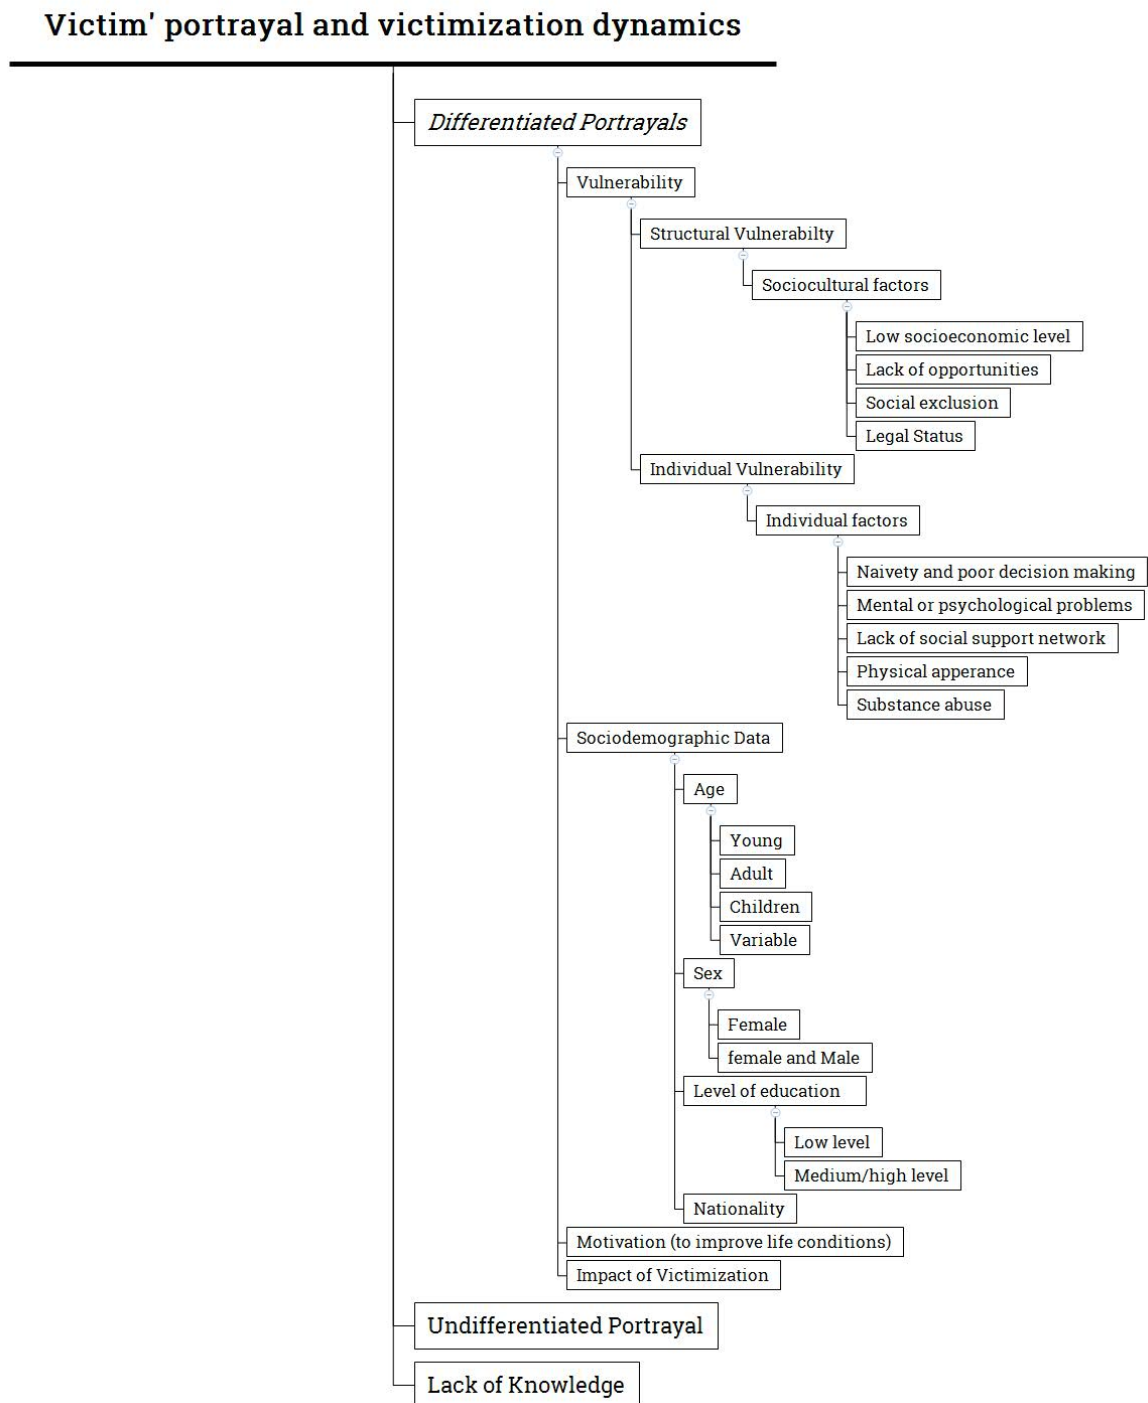 Victim' portrayal and victimization dynamics
Differentiated Portrayals
Vulnerability
Structural Vulnerabilty
Sociocultural factors
Low socioeconomic level
Lack of opportunities
Social exclusion
Legal Status
Individual Vulnerability
Individual factors
Naivety and poor decision making
Mental or psychological problems
Lack of social support network
Physical apperance
Substance abuse
Sociodemographic Data
Age
Young
Adult
Children
Variable
Sex
Female
female and Male
Level of education
Low level
Medium/high level
Nationality
Motivation (to improve life conditions)
Impact of Victimization
Undifferentiated Portrayal
Lack of Knowledge